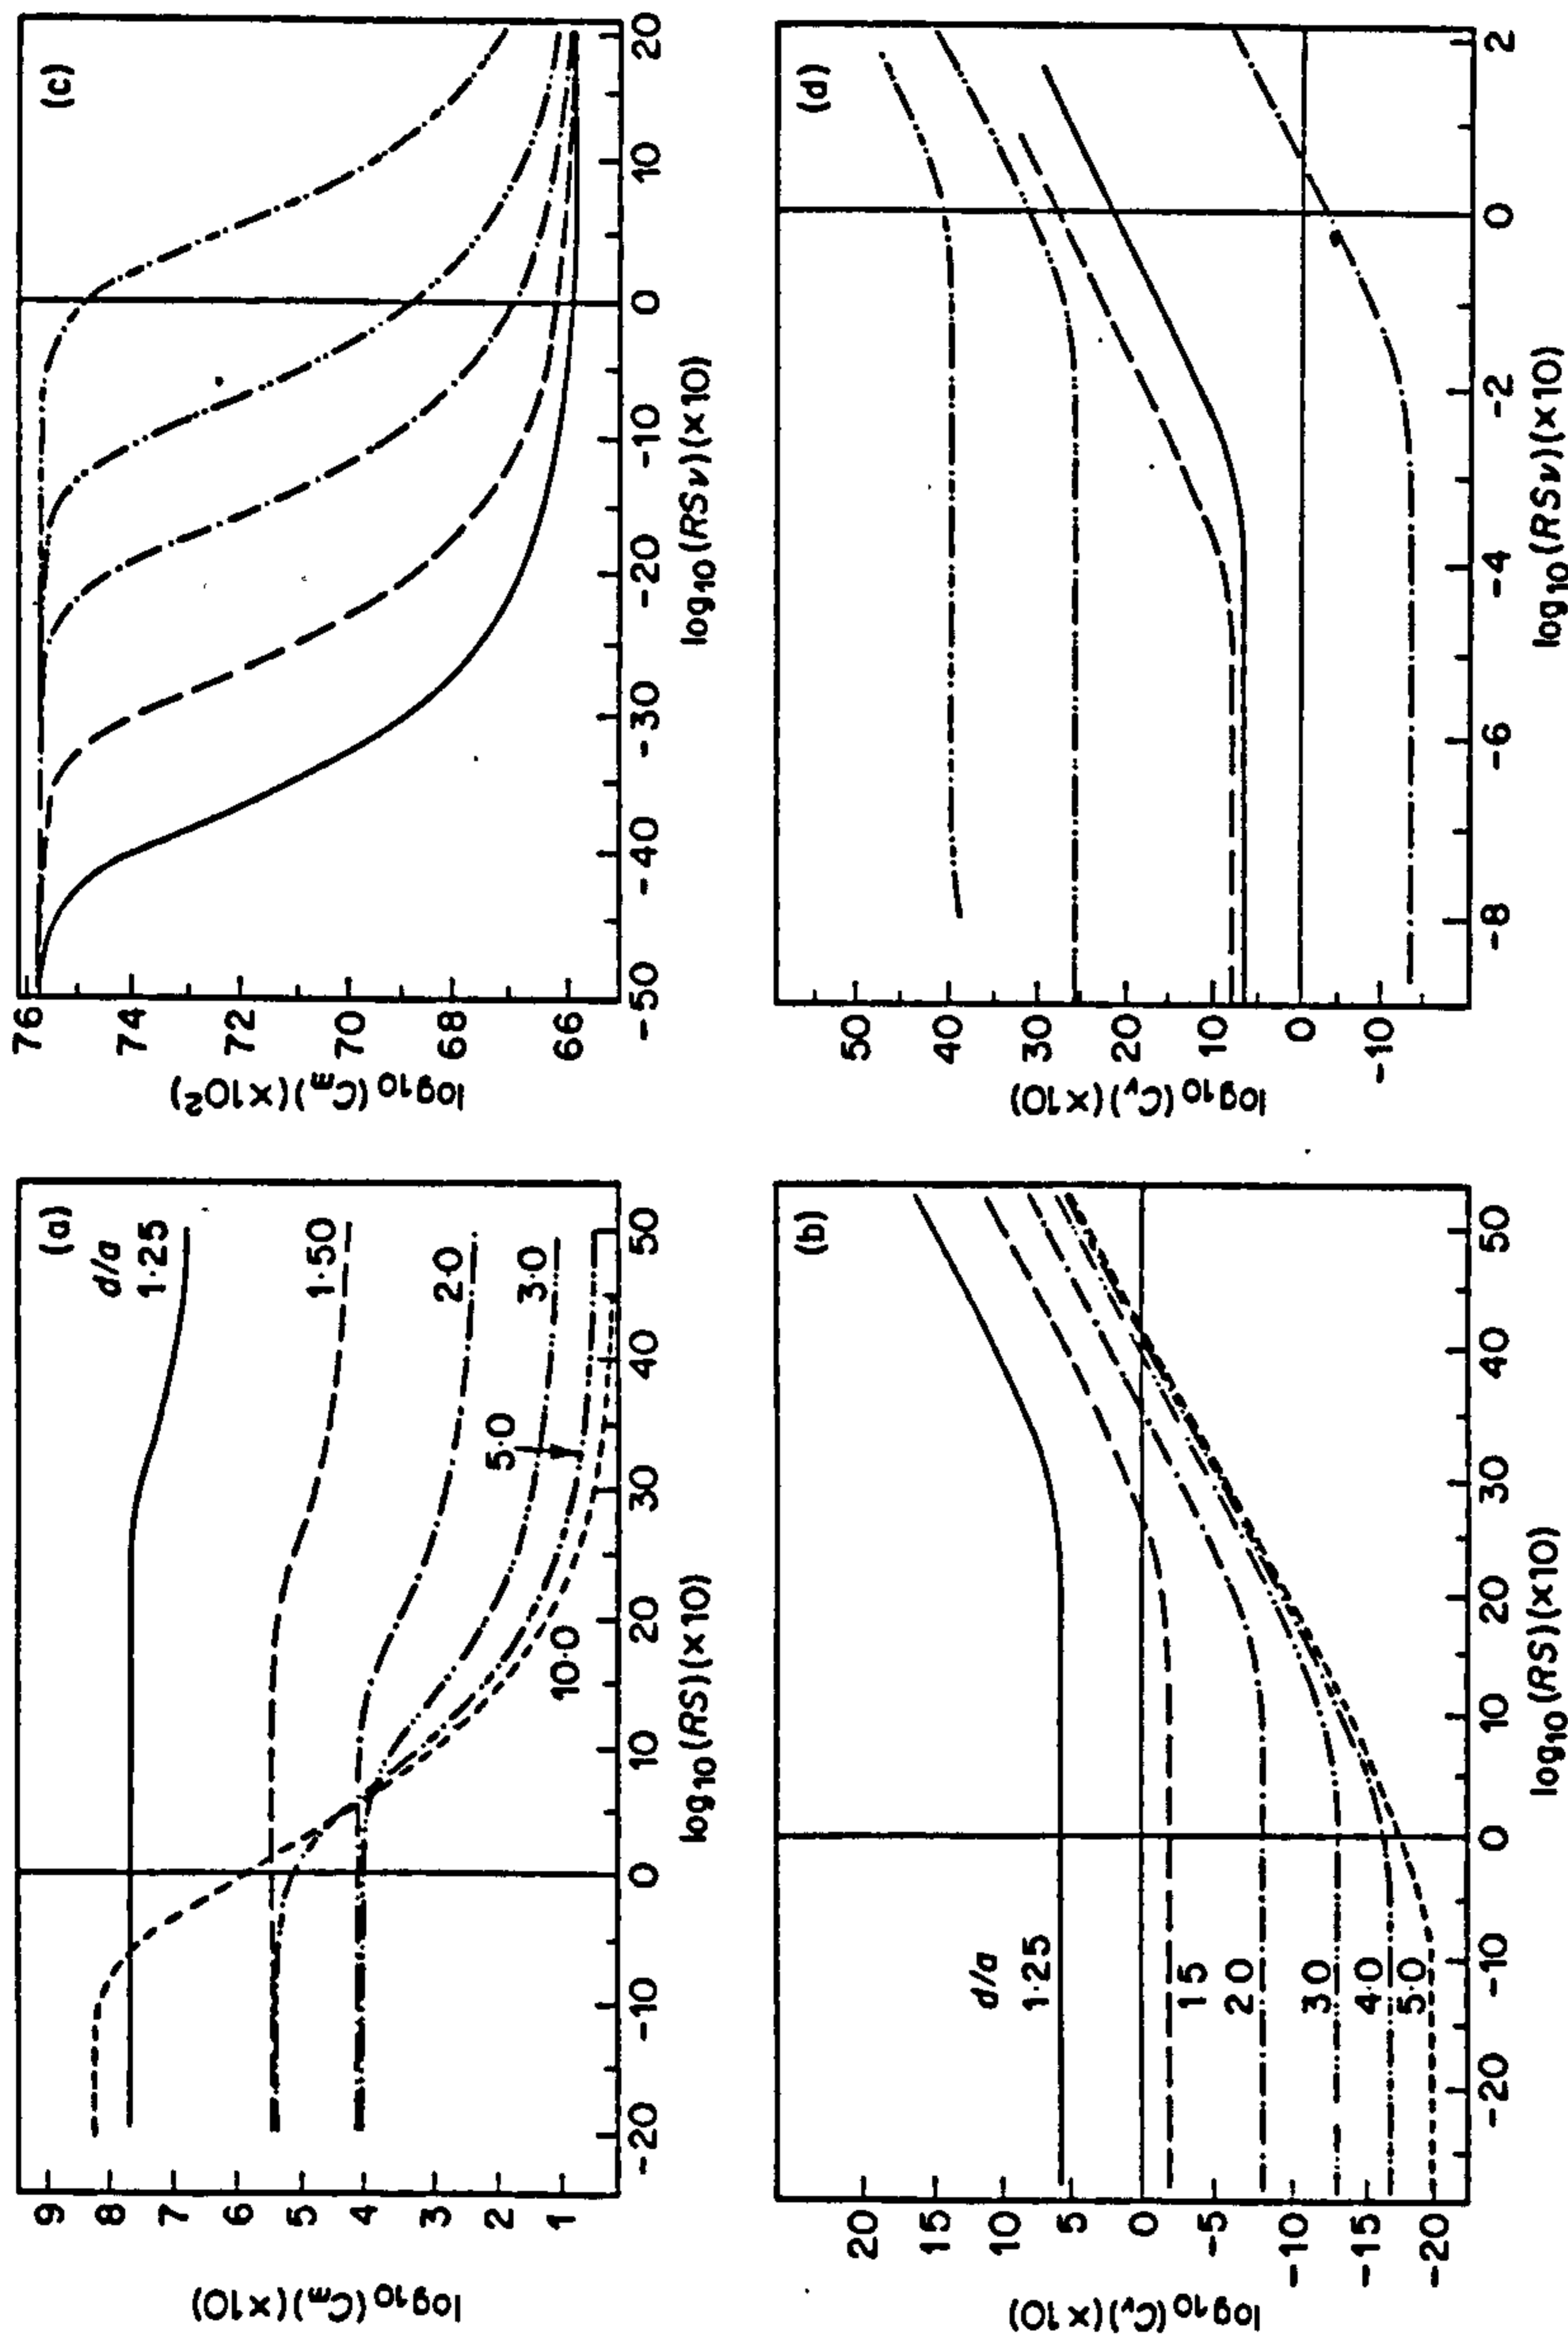 (a)
d/a
1·25
1·50
2·0
3·0
5·0
10·0
9
8
7
6
5
4
3
2
1
log10(Cm)(×10)
-20 -10 0 10 20 30 40 50
log10(RS)(×10)
(b)
d/a
1·25
1 5
2 0
3 0
4·0
5·0
20
15
10
5
0
-5
-10
-15
-20
log10(Cν)(×10)
-20 -10 0 10 20 30 40 50
log10(RS)(×10)
(c)
76
74
72
70
68
66
log10(Cm)(×10²)
-50 -40 -30 -20 -10 0 10 20
log10(RSν)(×10)
(d)
50
40
30
20
10
0
-10
log10(Cν)(×10)
-8 -6 -4 -2 0 2
log10(RSν)(×10)